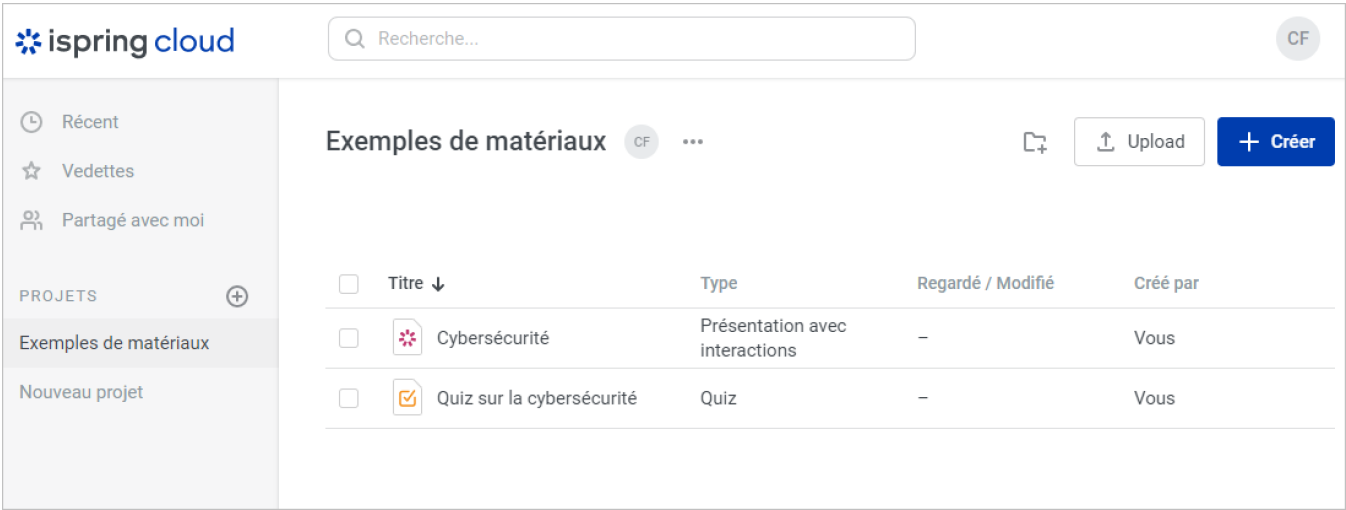 ispring cloud
Recherche...
CF
Récent
Vedettes
Partagé avec moi
PROJETS
Exemples de matériaux
Nouveau projet
Exemples de matériaux CF
Upload
Créer
Titre Type Regardé / Modifié Créé par
Cybersécurité Présentation avec interactions – Vous
Quiz sur la cybersécurité Quiz – Vous